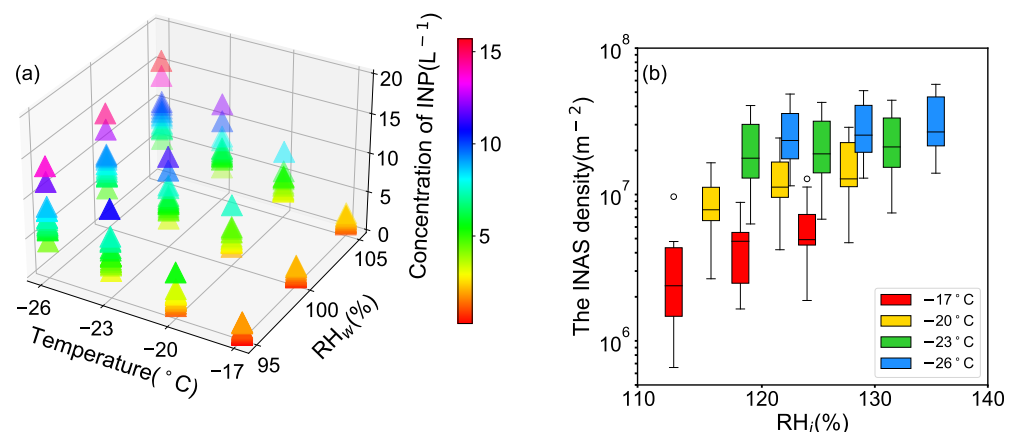 (a)
20
15
10
5
0
Concentration of INP(L⁻¹)
−26
−23
−20
−17
Temperature(°C)
95
100
105
RH_w(%)
15
10
5
(b)
10⁸
10⁷
10⁶
The INAS density(m⁻²)
−17°C
−20°C
−23°C
−26°C
110
120
130
140
RH_i(%)